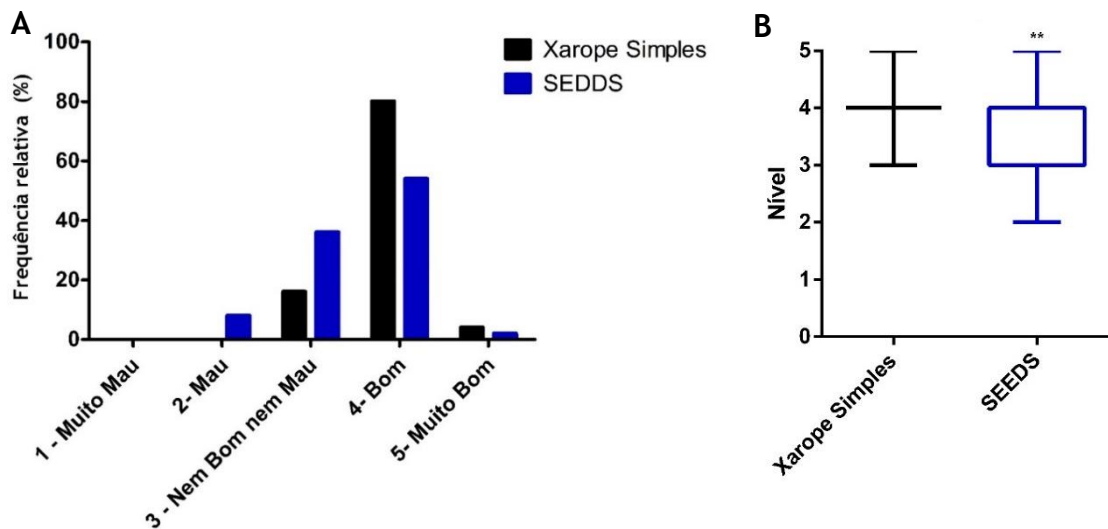 A
Frequência relativa (%)
100
80
60
40
20
0
Xarope Simples
SEDDS
1 - Muito Mau
2- Mau
3 - Nem Bom nem Mau
4- Bom
5- Muito Bom
B
**
Nível
5
4
3
2
1
0
Xarope Simples
SEEDS